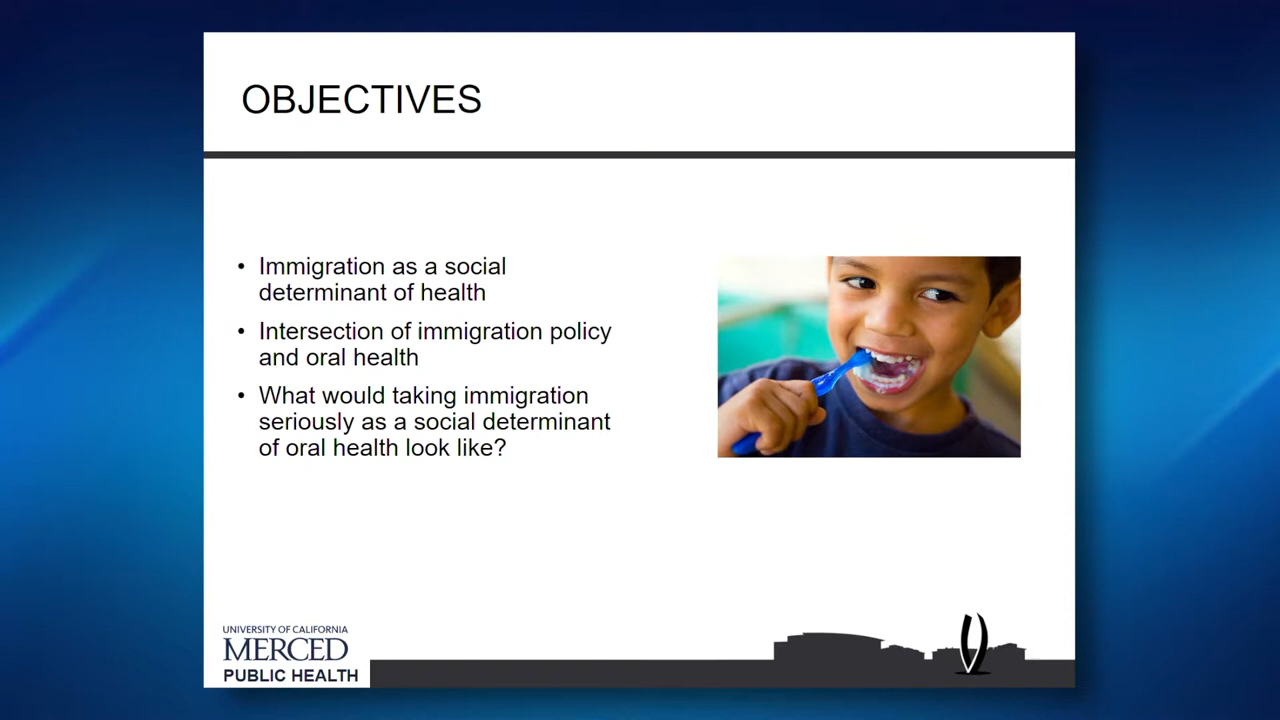 OBJECTIVES
• Immigration as a social
determinant of health
• Intersection of immigration policy
and oral health
• What would taking immigration
seriously as a social determinant
of oral health look like?
UNIVERSITY OF CALIFORNIA
MERCED
PUBLIC HEALTH